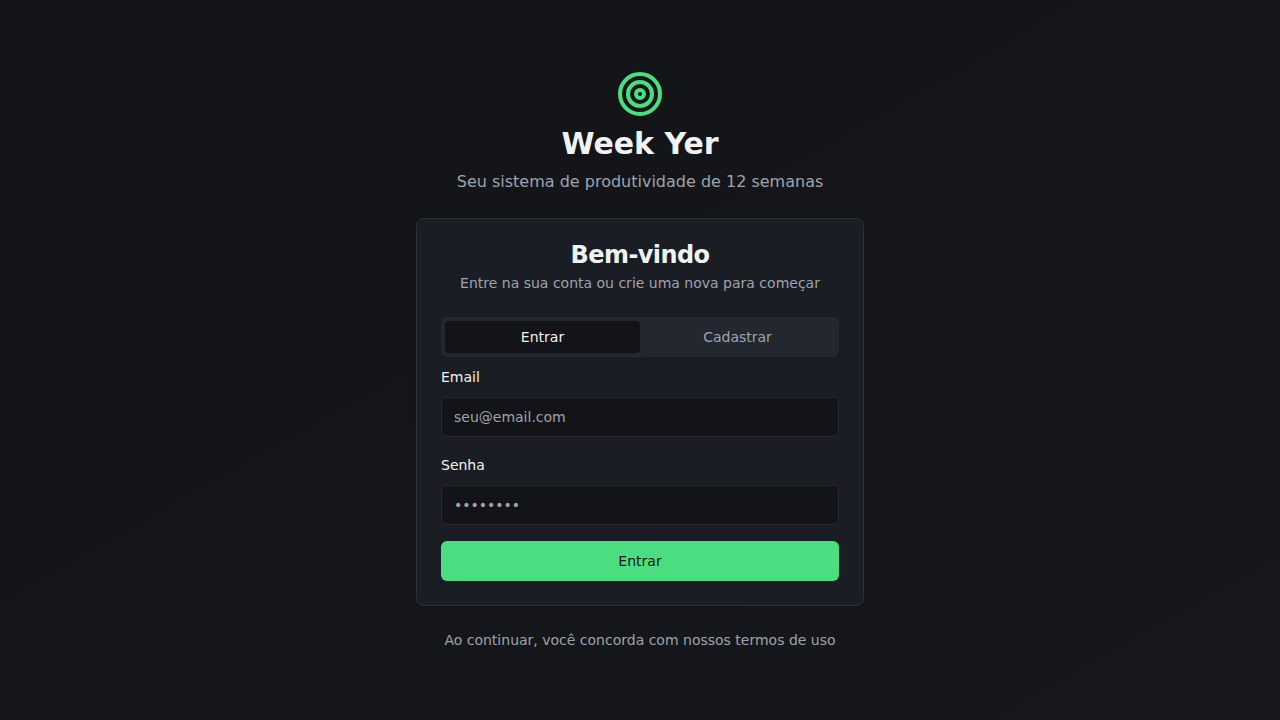 Week Yer
Seu sistema de produtividade de 12 semanas
Bem-vindo
Entre na sua conta ou crie uma nova para começar
Entrar
Cadastrar
Email
seu@email.com
Senha
••••••••
Entrar
Ao continuar, você concorda com nossos termos de uso